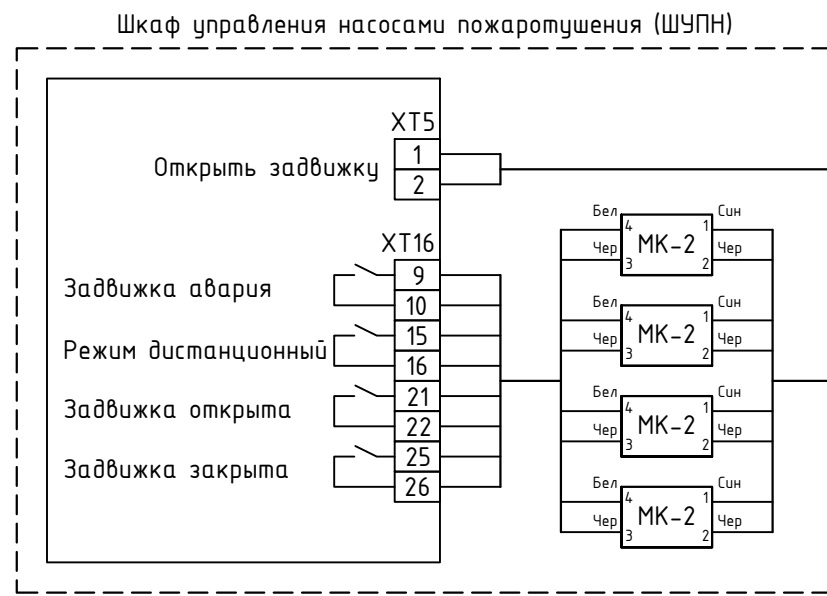 Шкаф управления насосами пожаротушения (ШУПН)
XT5
Открыть задвижку
1
2
XT16
Задвижка авария
9
10
Режим дистанционный
15
16
Задвижка открыта
21
22
Задвижка закрыта
25
26
Бел 4 МК-2 1 Син
Чер 3 2 Чер
Бел 4 МК-2 1 Син
Чер 3 2 Чер
Бел 4 МК-2 1 Син
Чер 3 2 Чер
Бел 4 МК-2 1 Син
Чер 3 2 Чер